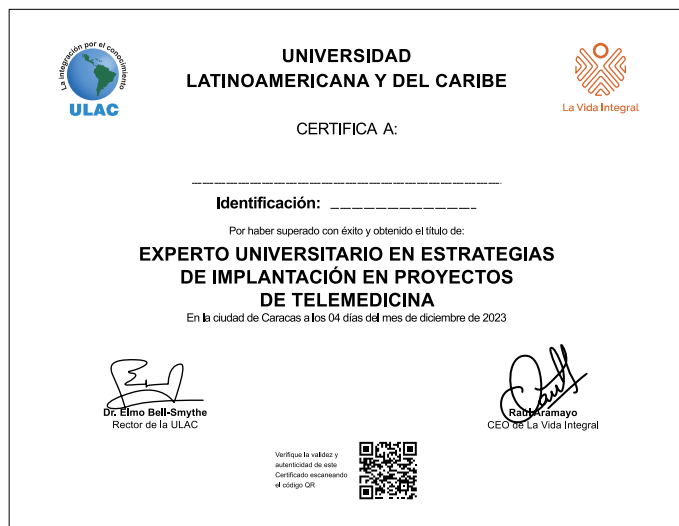 La integración por el conocimiento
ULAC
UNIVERSIDAD
LATINOAMERICANA Y DEL CARIBE
La Vida Integral
CERTIFICA A:
Identificación:
Por haber superado con éxito y obtenido el título de:
EXPERTO UNIVERSITARIO EN ESTRATEGIAS
DE IMPLANTACIÓN EN PROYECTOS
DE TELEMEDICINA
En la ciudad de Caracas a los 04 días del mes de diciembre de 2023
Dr. Elmo Bell-Smythe
Rector de la ULAC
Raúl Aramayo
CEO de La Vida Integral
Verifique la validez y
autenticidad de este
Certificado escaneando
el código QR